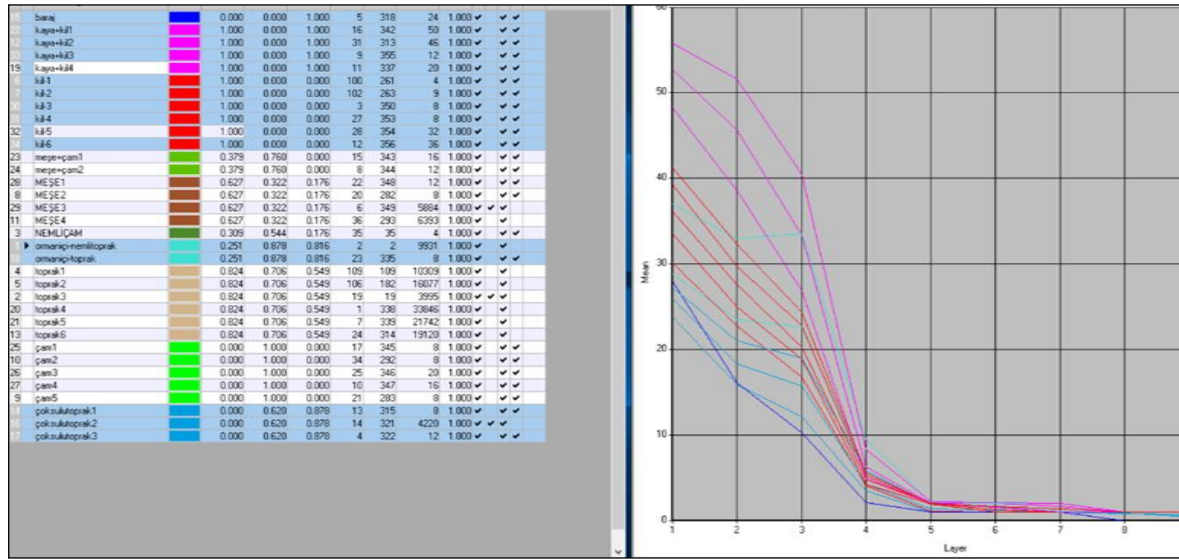 baraj 0.000 0.000 1.000 5 318 24 1.000
kaya+kil1 1.000 0.000 1.000 16 342 50 1.000
kaya+kil2 1.000 0.000 1.000 31 313 46 1.000
kaya+kil3 1.000 0.000 1.000 9 355 12 1.000
19 kaya+kil4 1.000 0.000 1.000 11 337 20 1.000
kil-1 1.000 0.000 0.000 100 261 4 1.000
kil-2 1.000 0.000 0.000 102 263 9 1.000
kil-3 1.000 0.000 0.000 3 350 8 1.000
kil-4 1.000 0.000 0.000 27 353 8 1.000
32 kil-5 1.000 0.000 0.000 28 354 32 1.000
kil-6 1.000 0.000 0.000 12 356 36 1.000
23 meşe+çam1 0.379 0.760 0.000 15 343 16 1.000
24 meşe+çam2 0.379 0.760 0.000 8 344 12 1.000
28 MEŞE1 0.627 0.322 0.176 22 348 12 1.000
8 MEŞE2 0.627 0.322 0.176 20 282 8 1.000
29 MEŞE3 0.627 0.322 0.176 6 349 5884 1.000
11 MEŞE4 0.627 0.322 0.176 36 293 6393 1.000
3 NEMLİÇAM 0.309 0.544 0.176 35 35 4 1.000
ormaniçi-nemlitoprak 0.251 0.878 0.816 2 2 9931 1.000
ormaniçi-toprak 0.251 0.878 0.816 23 335 8 1.000
4 toprak1 0.824 0.706 0.549 109 109 10309 1.000
5 toprak2 0.824 0.706 0.549 106 182 16077 1.000
2 toprak3 0.824 0.706 0.549 19 19 3995 1.000
20 toprak4 0.824 0.706 0.549 1 338 33846 1.000
21 toprak5 0.824 0.706 0.549 7 339 21742 1.000
13 toprak6 0.824 0.706 0.549 24 314 19120 1.000
25 çam1 0.000 1.000 0.000 17 345 8 1.000
10 çam2 0.000 1.000 0.000 34 292 8 1.000
26 çam3 0.000 1.000 0.000 25 346 20 1.000
27 çam4 0.000 1.000 0.000 10 347 16 1.000
9 çam5 0.000 1.000 0.000 21 283 8 1.000
çoksulutoprak1 0.000 0.620 0.878 13 315 8 1.000
çoksulutoprak2 0.000 0.620 0.878 14 321 4220 1.000
çoksulutoprak3 0.000 0.620 0.878 4 322 12 1.000
50
40
30
20
10
0
Mean
1 2 3 4 5 6 7 8
Layer